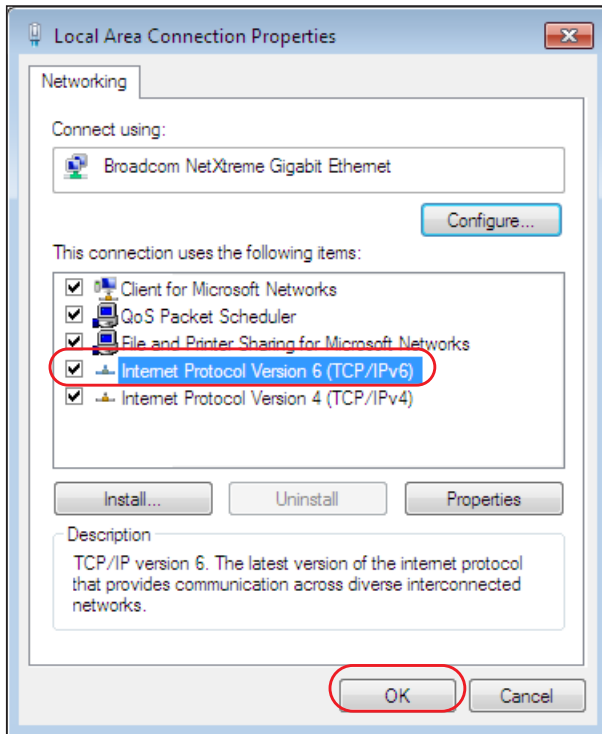 Local Area Connection Properties
Networking
Connect using:
Broadcom NetXtreme Gigabit Ethernet
Configure...
This connection uses the following items:
Client for Microsoft Networks
QoS Packet Scheduler
File and Printer Sharing for Microsoft Networks
Internet Protocol Version 6 (TCP/IPv6)
Internet Protocol Version 4 (TCP/IPv4)
Install... Uninstall Properties
Description
TCP/IP version 6. The latest version of the internet protocol
that provides communication across diverse interconnected
networks.
OK Cancel